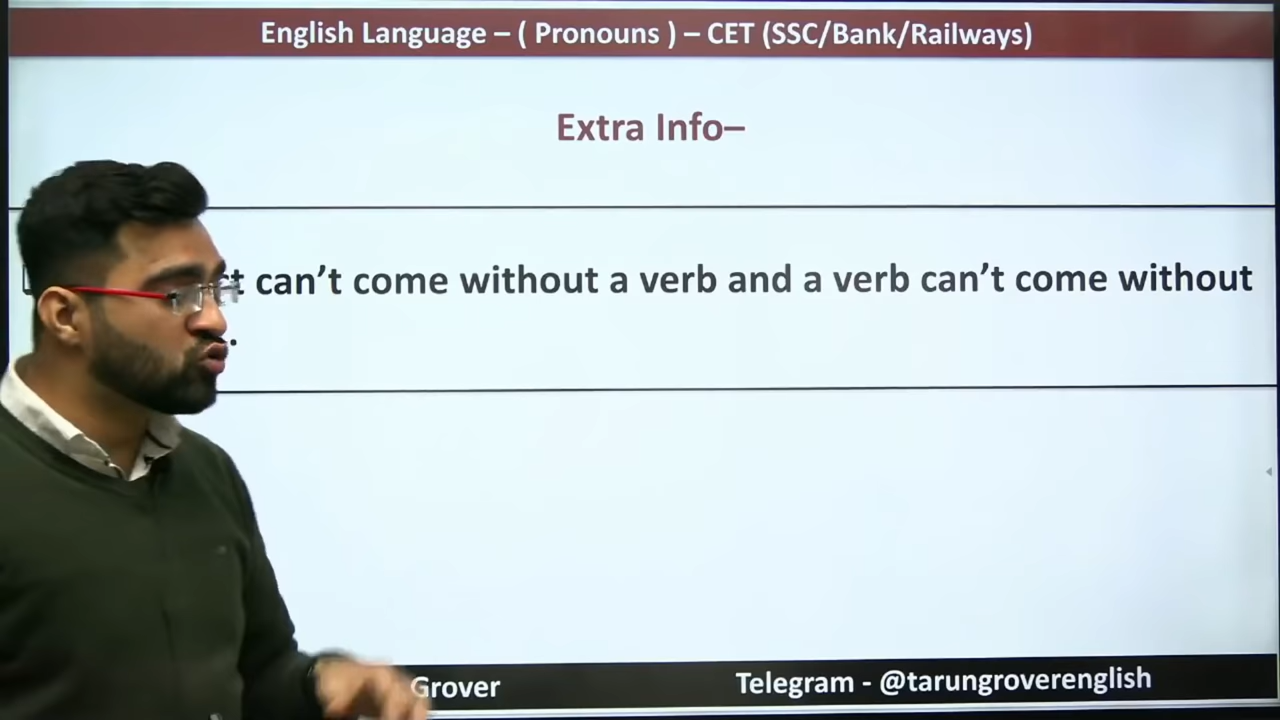 English Language – ( Pronouns ) – CET (SSC/Bank/Railways)
Extra Info–
can’t come without a verb and a verb can’t come without
.
Grover
Telegram - @tarungroverenglish